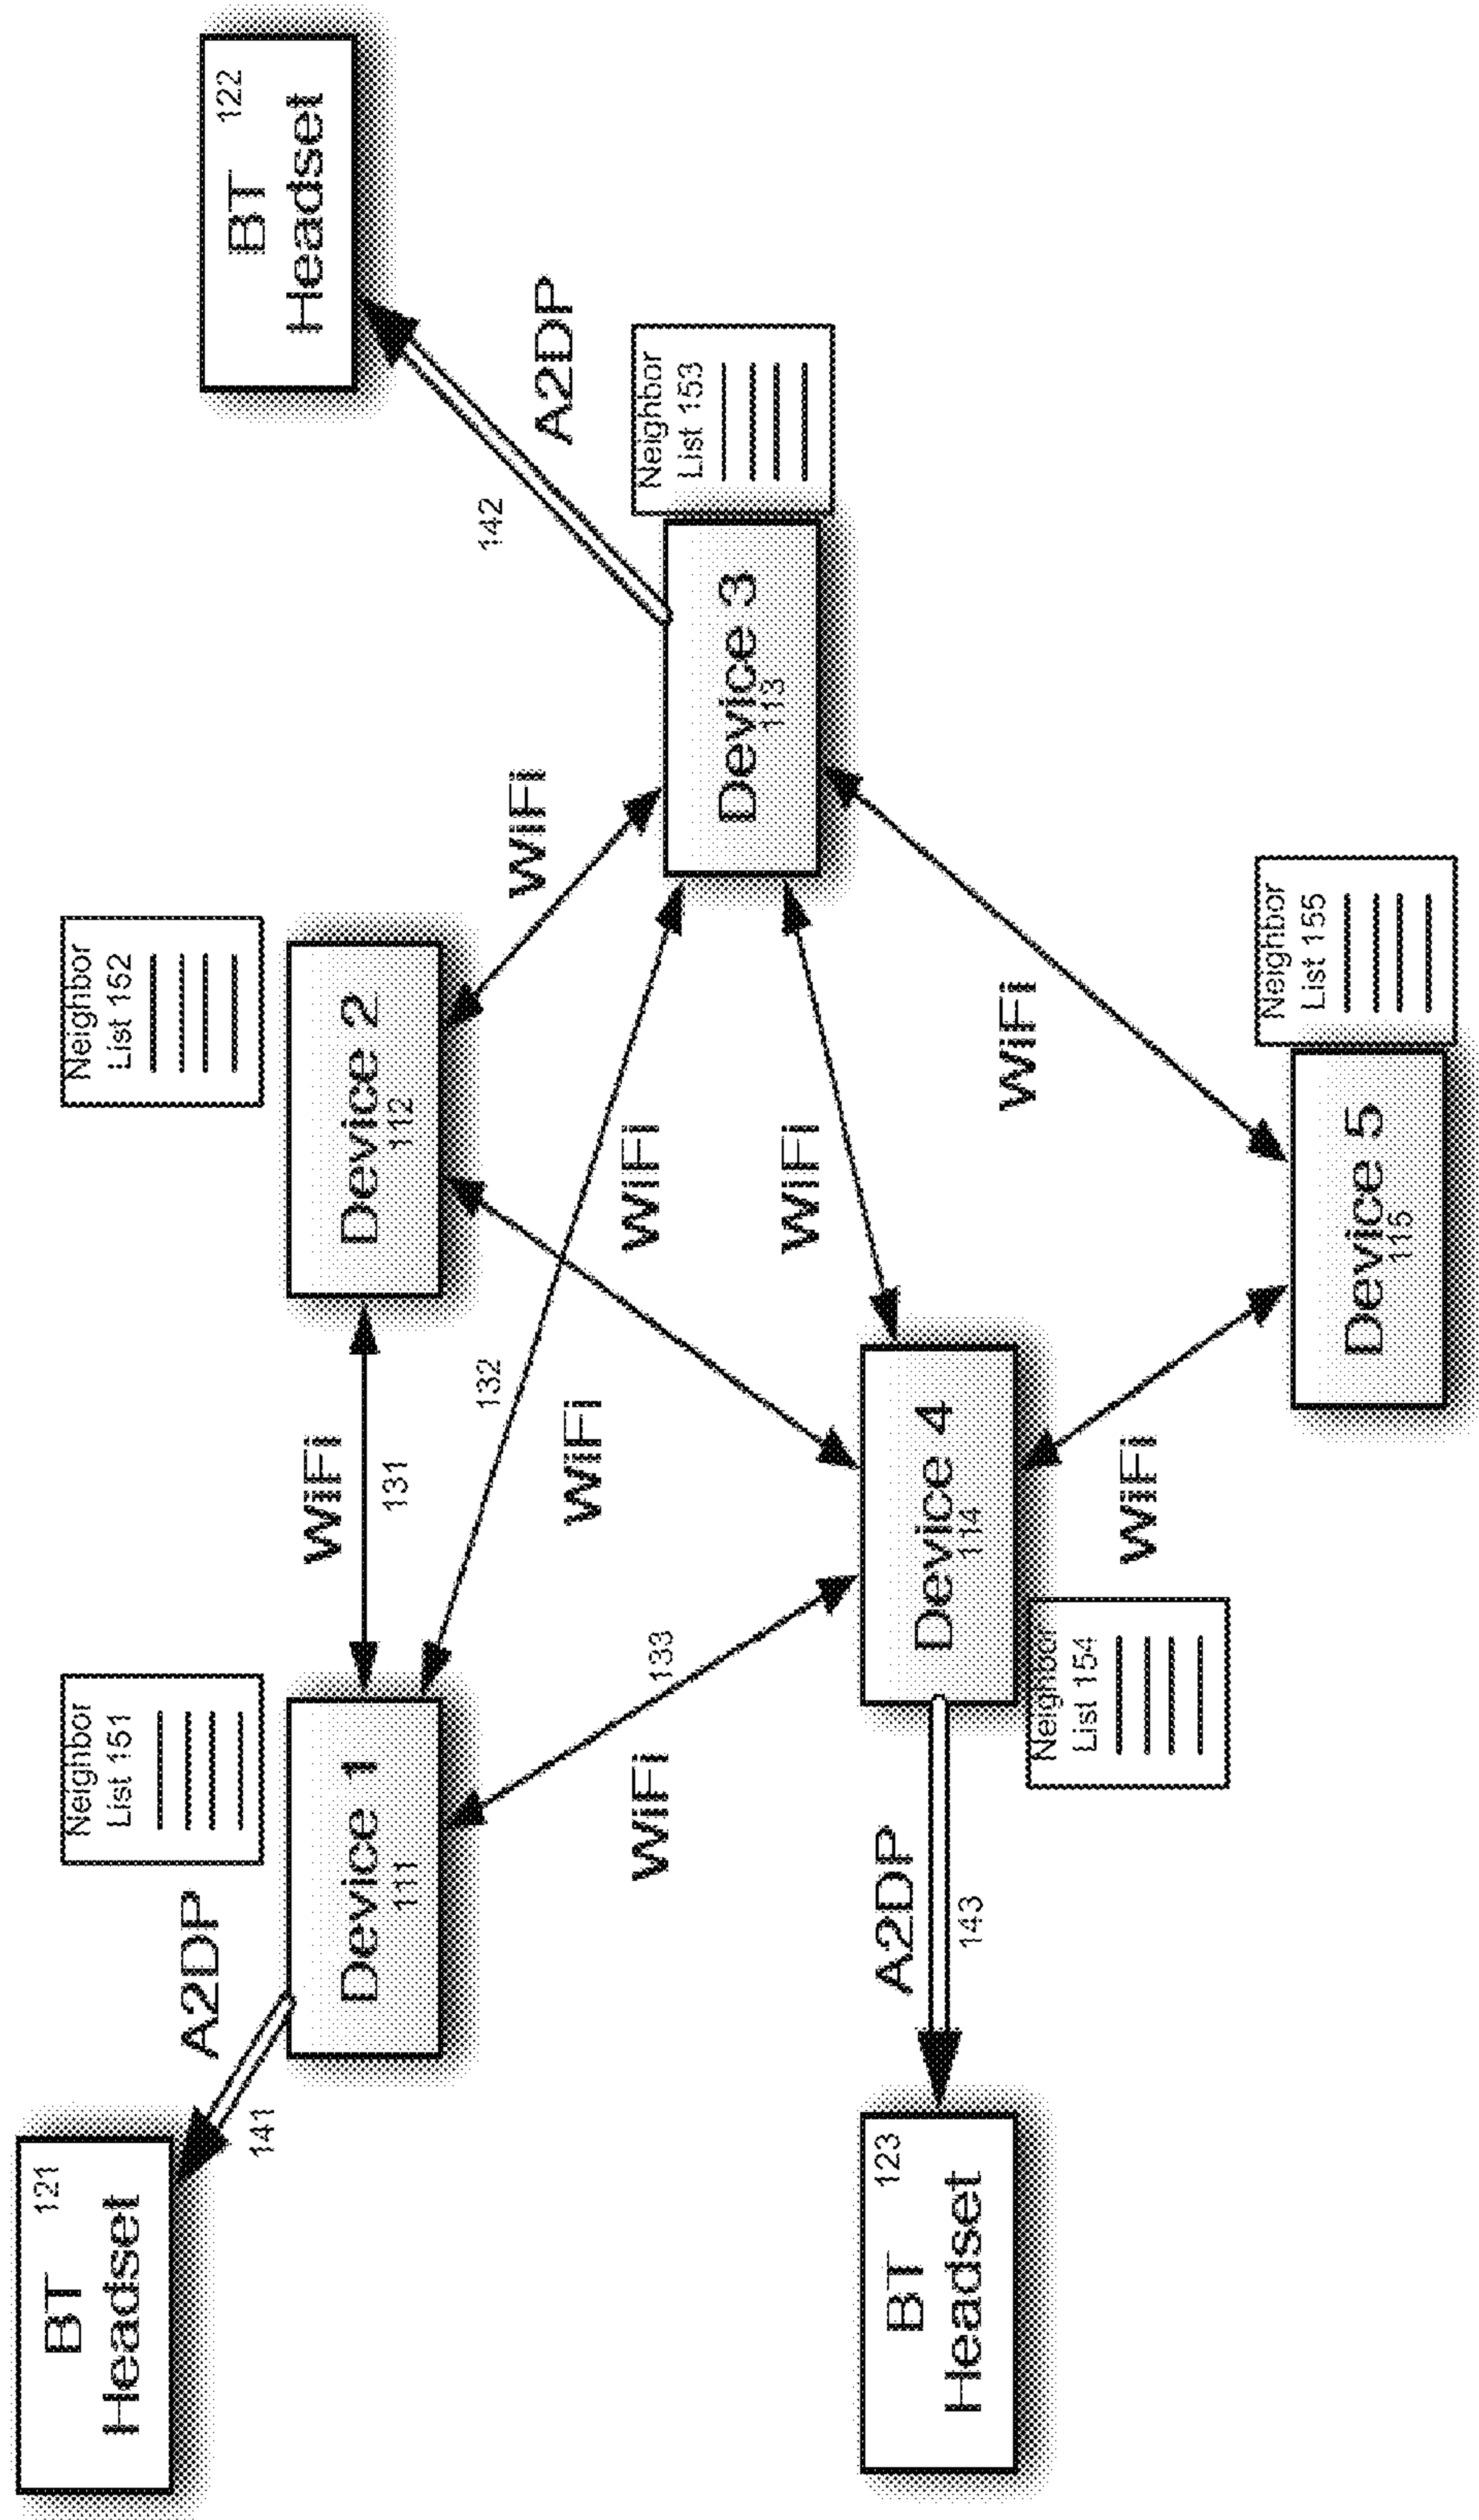 BT 121
Headset
A2DP
141
Neighbor
List 151
Device 1
111
WiFi
131
Neighbor
List 152
Device 2
112
BT 122
Headset
142
A2DP
WiFi
132
WiFi
WiFi
Neighbor
List 153
Device 3
113
WiFi
133
WiFi
BT 123
Headset
A2DP
143
Device 4
114
Neighbor
List 154
WiFi
WiFi
Neighbor
List 155
Device 5
115